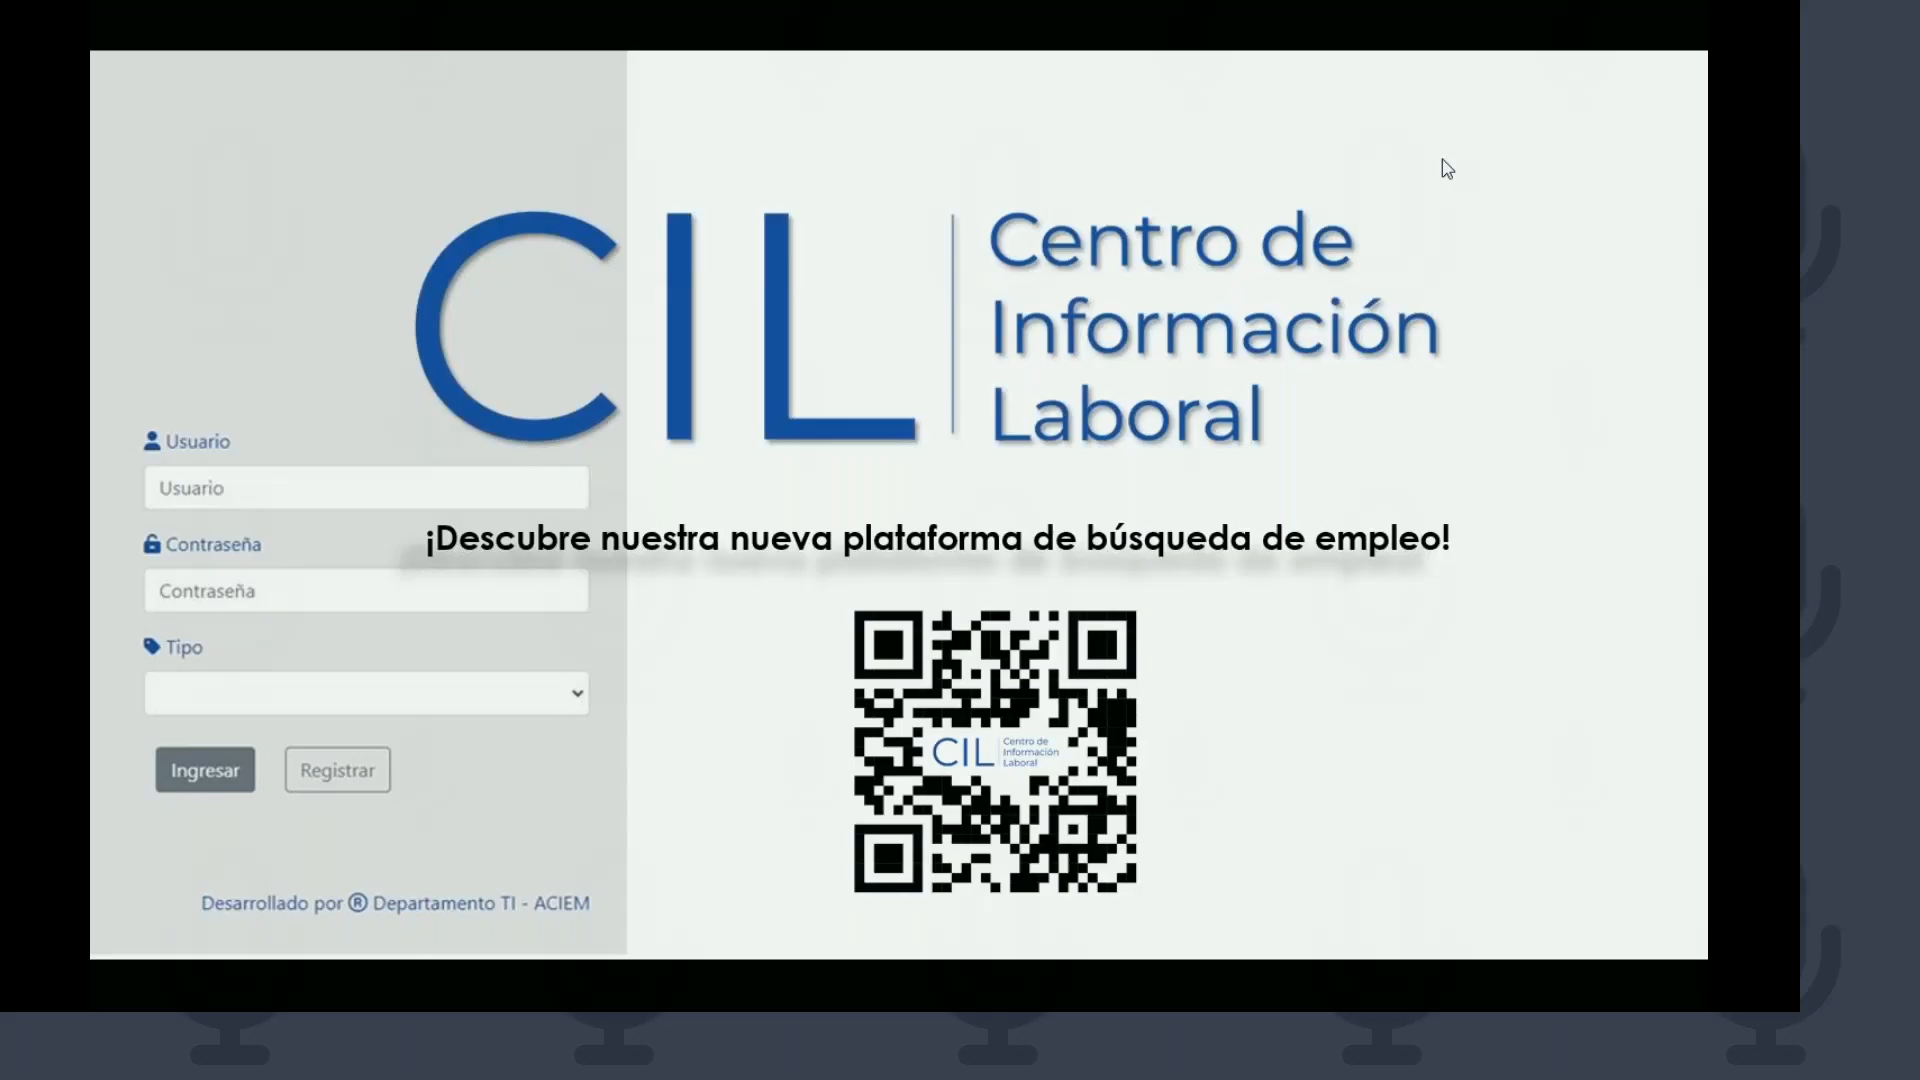 CIL
Centro de
Información
Laboral
Usuario
Usuario
Contraseña
¡Descubre nuestra nueva plataforma de búsqueda de empleo!
Contraseña
Tipo
CIL
Centro de
Información
Laboral
Ingresar
Registrar
Desarrollado por ® Departamento TI - ACIEM